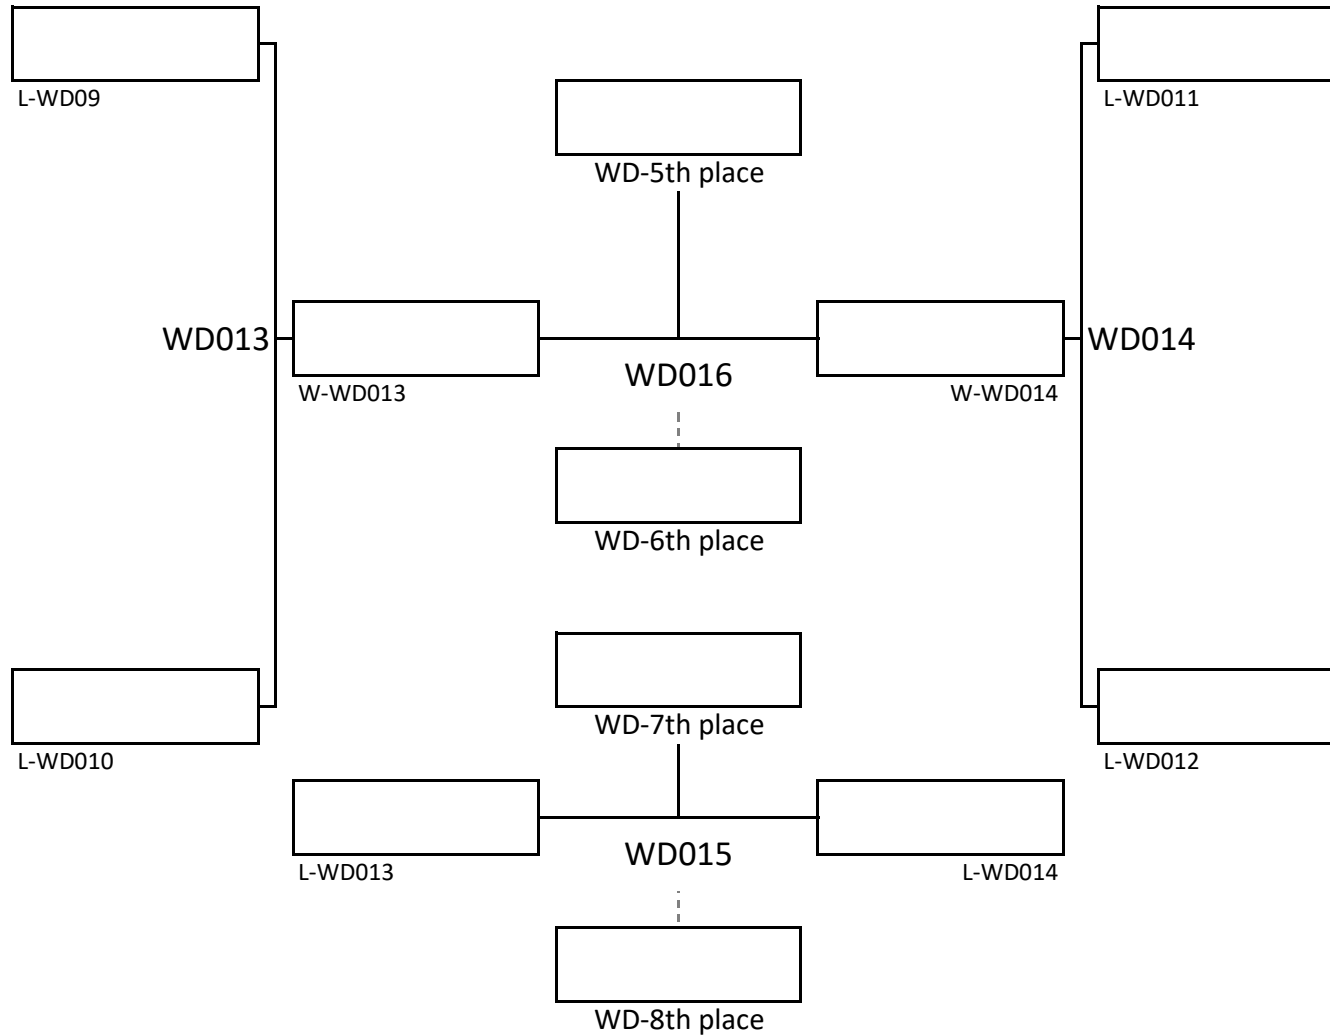 L-WD09
L-WD011
WD-5th place
WD013
WD014
WD016
W-WD013
W-WD014
WD-6th place
WD-7th place
L-WD010
L-WD012
WD015
L-WD013
L-WD014
WD-8th place